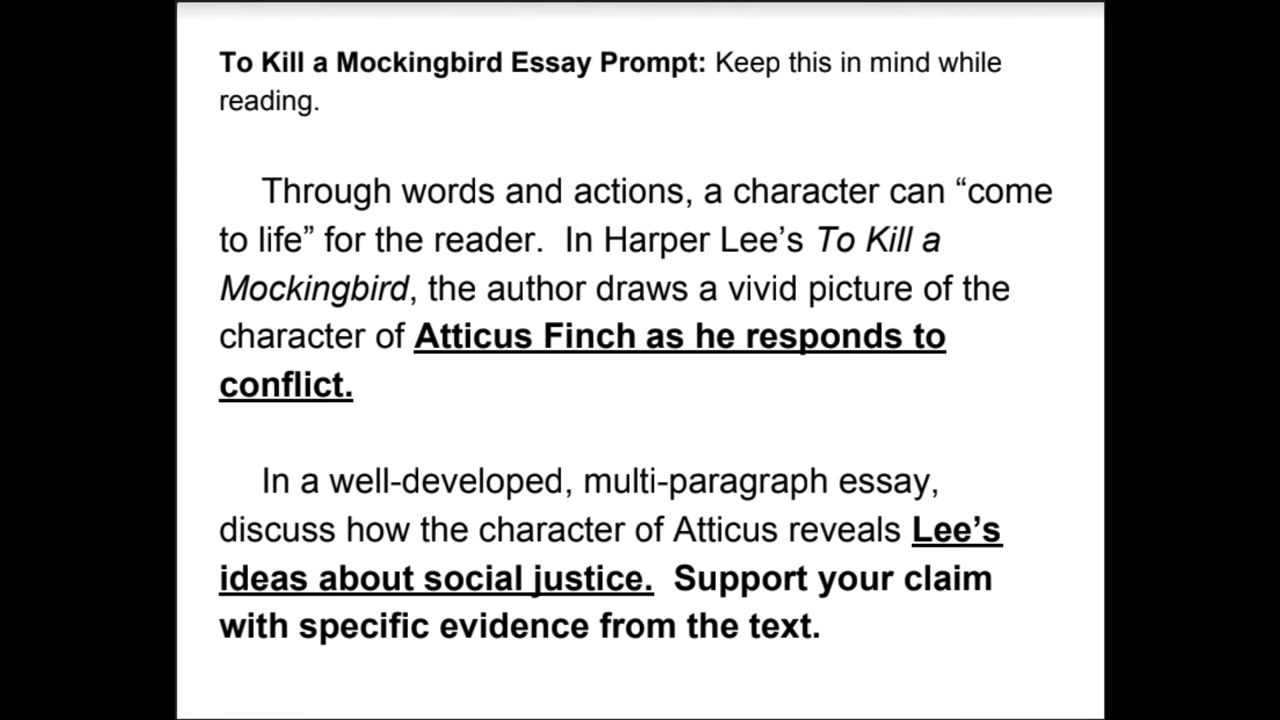 To Kill a Mockingbird Essay Prompt: Keep this in mind while
reading.
Through words and actions, a character can “come
to life” for the reader.  In Harper Lee’s To Kill a
Mockingbird, the author draws a vivid picture of the
character of Atticus Finch as he responds to
conflict.
In a well-developed, multi-paragraph essay,
discuss how the character of Atticus reveals Lee’s
ideas about social justice.  Support your claim
with specific evidence from the text.